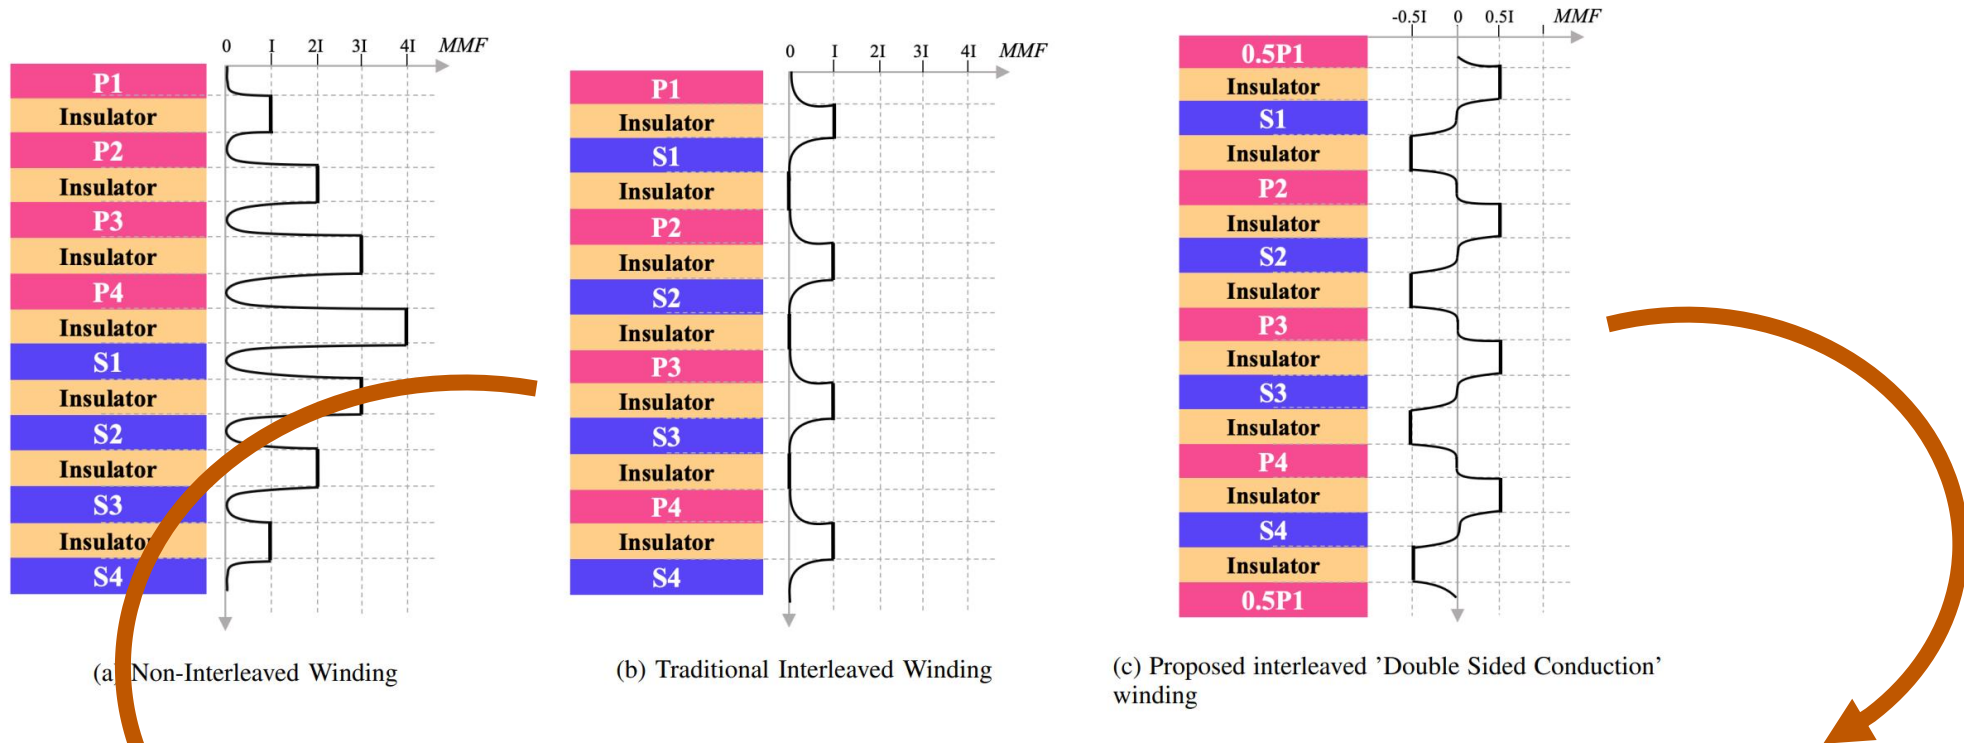 0 I 2I 3I 4I MMF
P1
Insulator
P2
Insulator
P3
Insulator
P4
Insulator
S1
Insulator
S2
Insulator
S3
Insulator
S4
(a) Non-Interleaved Winding
0 I 2I 3I 4I MMF
P1
Insulator
S1
Insulator
P2
Insulator
S2
Insulator
P3
Insulator
S3
Insulator
P4
Insulator
S4
(b) Traditional Interleaved Winding
-0.5I 0 0.5I MMF
0.5P1
Insulator
S1
Insulator
P2
Insulator
S2
Insulator
P3
Insulator
S3
Insulator
P4
Insulator
S4
Insulator
0.5P1
(c) Proposed interleaved 'Double Sided Conduction'
winding